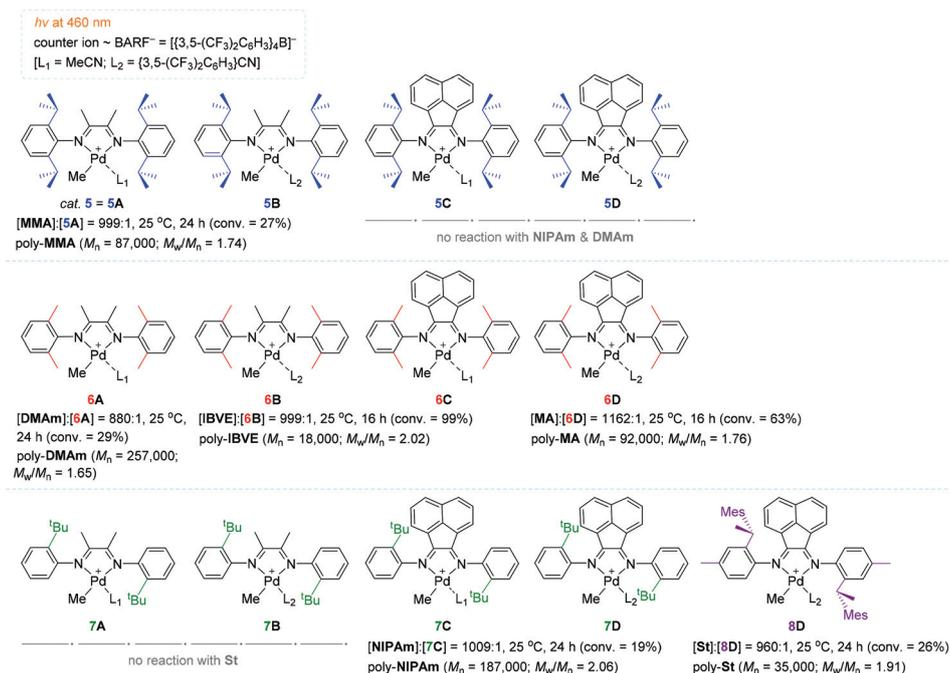 hv at 460 nm
counter ion ~ BARF⁻ = [{3,5-(CF₃)₂C₆H₃}₄B]⁻
[L₁ = MeCN; L₂ = {3,5-(CF₃)₂C₆H₃}CN]
N N N N N N N N
+ + + +
Pd Pd Pd Pd
Me L₁ Me L₂ Me L₁ Me L₂
cat. 5 = 5A 5B 5C 5D
[MMA]:[5A] = 999:1, 25 ºC, 24 h (conv. = 27%)
poly-MMA (Mₙ = 87,000; M_w/Mₙ = 1.74)
no reaction with NIPAm & DMAm
N N N N N N N N
+ + + +
Pd Pd Pd Pd
Me L₁ Me L₂ Me L₁ Me L₂
6A 6B 6C 6D
[DMAm]:[6A] = 880:1, 25 ºC,
24 h (conv. = 29%)
poly-DMAm (Mₙ = 257,000;
M_w/Mₙ = 1.65)
[IBVE]:[6B] = 999:1, 25 ºC, 16 h (conv. = 99%)
poly-IBVE (Mₙ = 18,000; M_w/Mₙ = 2.02)
[MA]:[6D] = 1162:1, 25 ºC, 16 h (conv. = 63%)
poly-MA (Mₙ = 92,000; M_w/Mₙ = 1.76)
ᵗBu ᵗBu ᵗBu ᵗBu Mes
N N N N N N N N N N
+ + + + +
Pd Pd Pd Pd Pd
Me L₁ ᵗBu Me L₂ ᵗBu Me L₁ ᵗBu Me L₂ ᵗBu Me L₂ Mes
7A 7B 7C 7D 8D
no reaction with St
[NIPAm]:[7C] = 1009:1, 25 ºC, 24 h (conv. = 19%)
poly-NIPAm (Mₙ = 187,000; M_w/Mₙ = 2.06)
[St]:[8D] = 960:1, 25 ºC, 24 h (conv. = 26%)
poly-St (Mₙ = 35,000; M_w/Mₙ = 1.91)